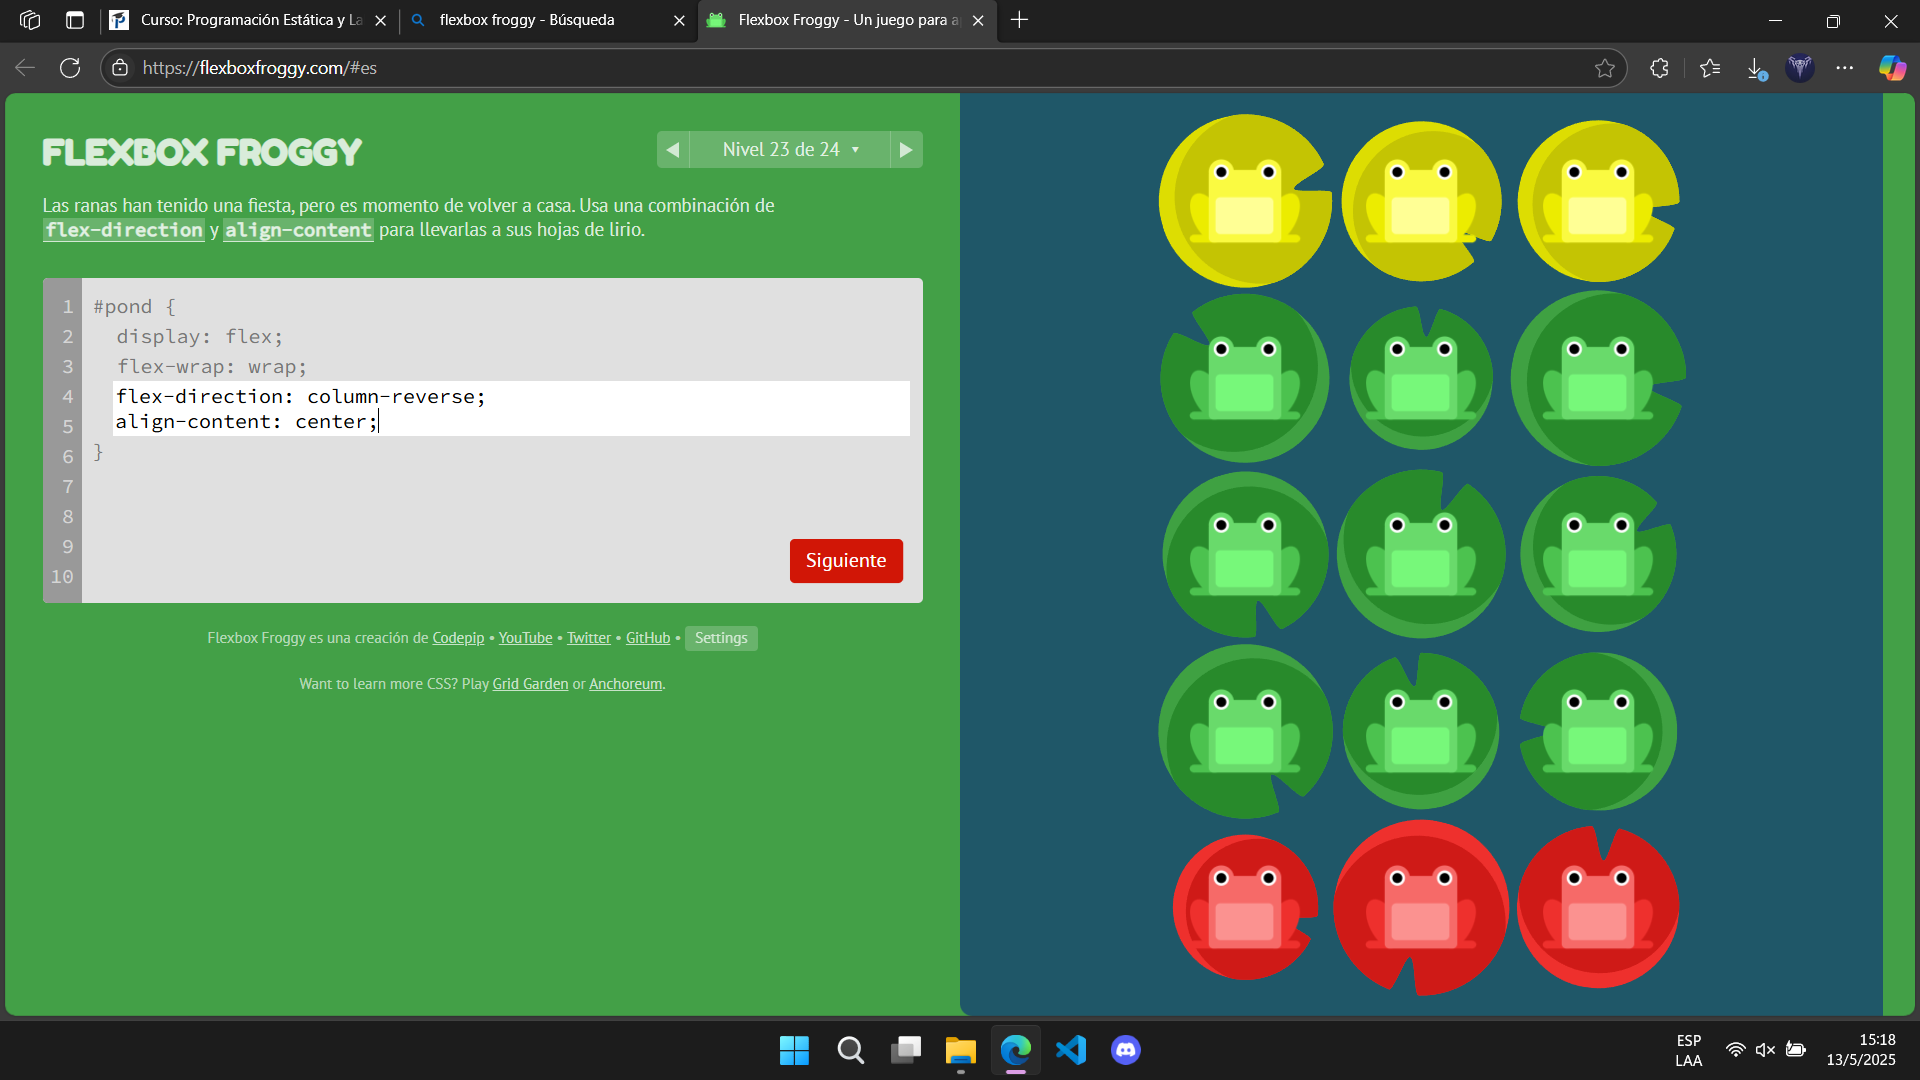 Curso: Programación Estática y La
flexbox froggy - Búsqueda
Flexbox Froggy - Un juego para a
https://flexboxfroggy.com/#es
FLEXBOX FROGGY
Nivel 23 de 24
Las ranas han tenido una fiesta, pero es momento de volver a casa. Usa una combinación de
flex-direction y align-content para llevarlas a sus hojas de lirio.
1 #pond {
2 display: flex;
3 flex-wrap: wrap;
4 flex-direction: column-reverse;
5 align-content: center;
6 }
7
8
9
10
Siguiente
Flexbox Froggy es una creación de Codepip • YouTube • Twitter • GitHub • Settings
Want to learn more CSS? Play Grid Garden or Anchoreum.
ESP
LAA
15:18
13/5/2025